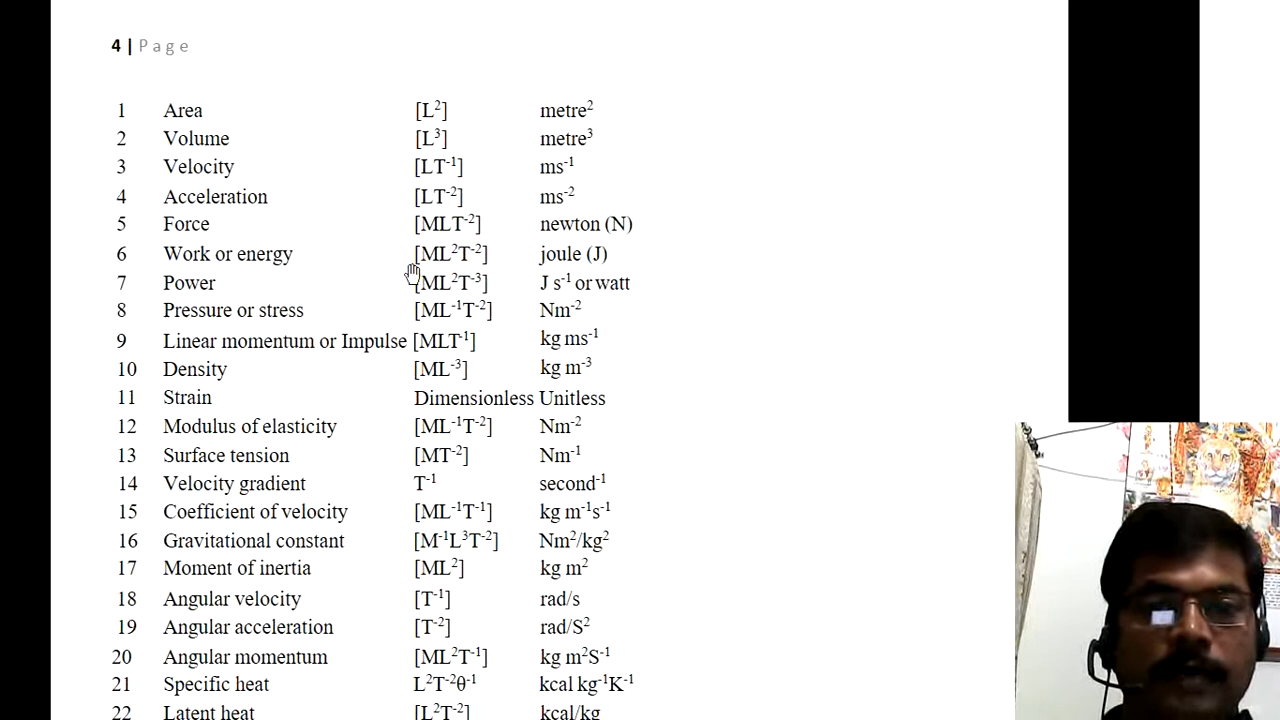 4 | Page
1 Area [L²] metre²
2 Volume [L³] metre³
3 Velocity [LT⁻¹] ms⁻¹
4 Acceleration [LT⁻²] ms⁻²
5 Force [MLT⁻²] newton (N)
6 Work or energy [ML²T⁻²] joule (J)
7 Power [ML²T⁻³] J s⁻¹ or watt
8 Pressure or stress [ML⁻¹T⁻²] Nm⁻²
9 Linear momentum or Impulse [MLT⁻¹] kg ms⁻¹
10 Density [ML⁻³] kg m⁻³
11 Strain Dimensionless Unitless
12 Modulus of elasticity [ML⁻¹T⁻²] Nm⁻²
13 Surface tension [MT⁻²] Nm⁻¹
14 Velocity gradient T⁻¹ second⁻¹
15 Coefficient of velocity [ML⁻¹T⁻¹] kg m⁻¹s⁻¹
16 Gravitational constant [M⁻¹L³T⁻²] Nm²/kg²
17 Moment of inertia [ML²] kg m²
18 Angular velocity [T⁻¹] rad/s
19 Angular acceleration [T⁻²] rad/S²
20 Angular momentum [ML²T⁻¹] kg m²S⁻¹
21 Specific heat L²T⁻²θ⁻¹ kcal kg⁻¹K⁻¹
22 Latent heat [L²T⁻²] kcal/kg